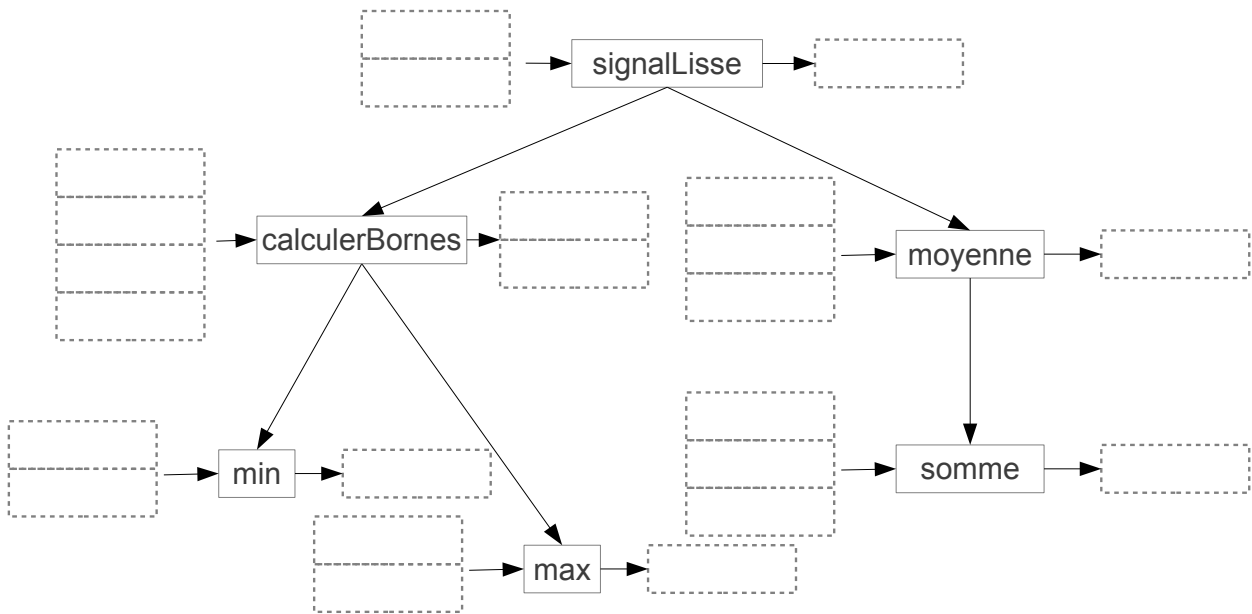 signalLisse
calculerBornes
moyenne
min
somme
max